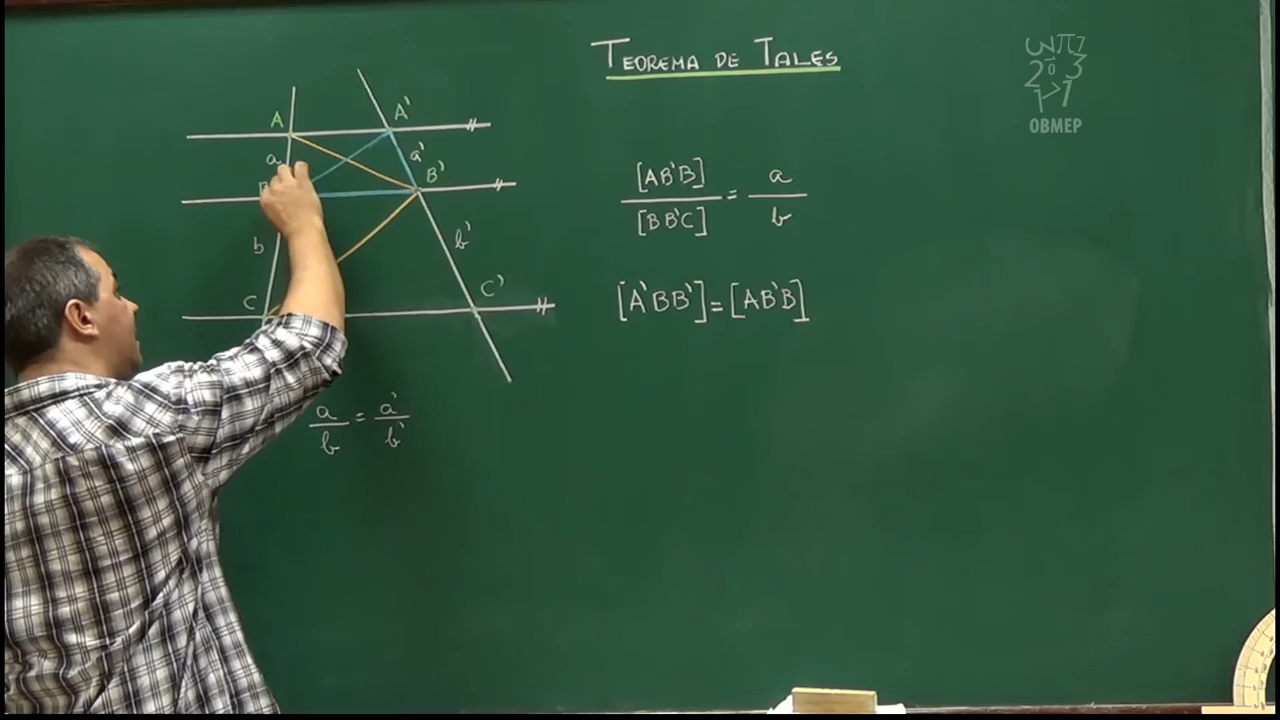 TEOREMA DE TALES
A A'
a a'
B'
b b'
C C'
[AB'B] / [BB'C] = a / b
[A'BB'] = [AB'B]
a / b = a' / b'
OBMEP